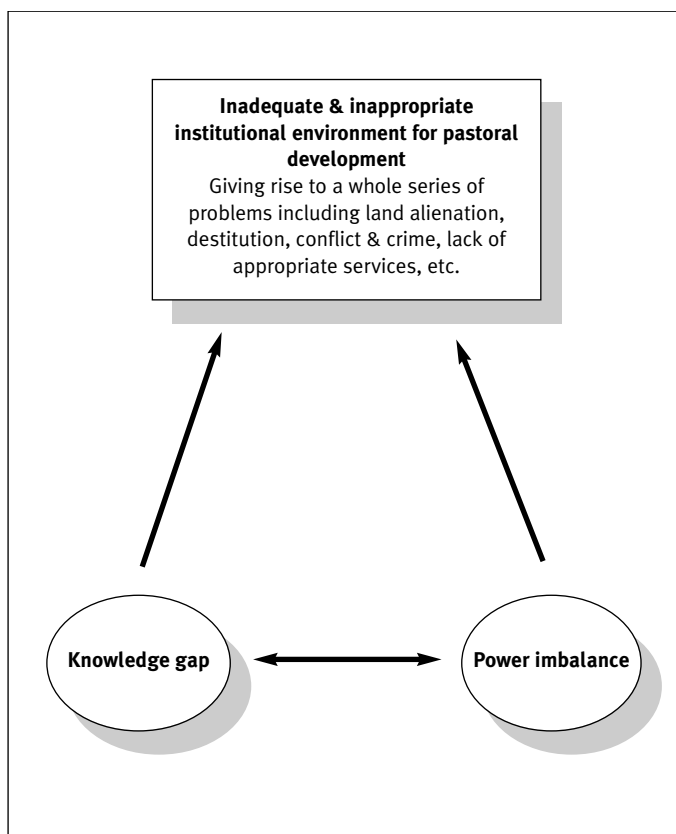 Inadequate & inappropriate
institutional environment for pastoral
development
Giving rise to a whole series of
problems including land alienation,
destitution, conflict & crime, lack of
appropriate services, etc.
Knowledge gap
Power imbalance